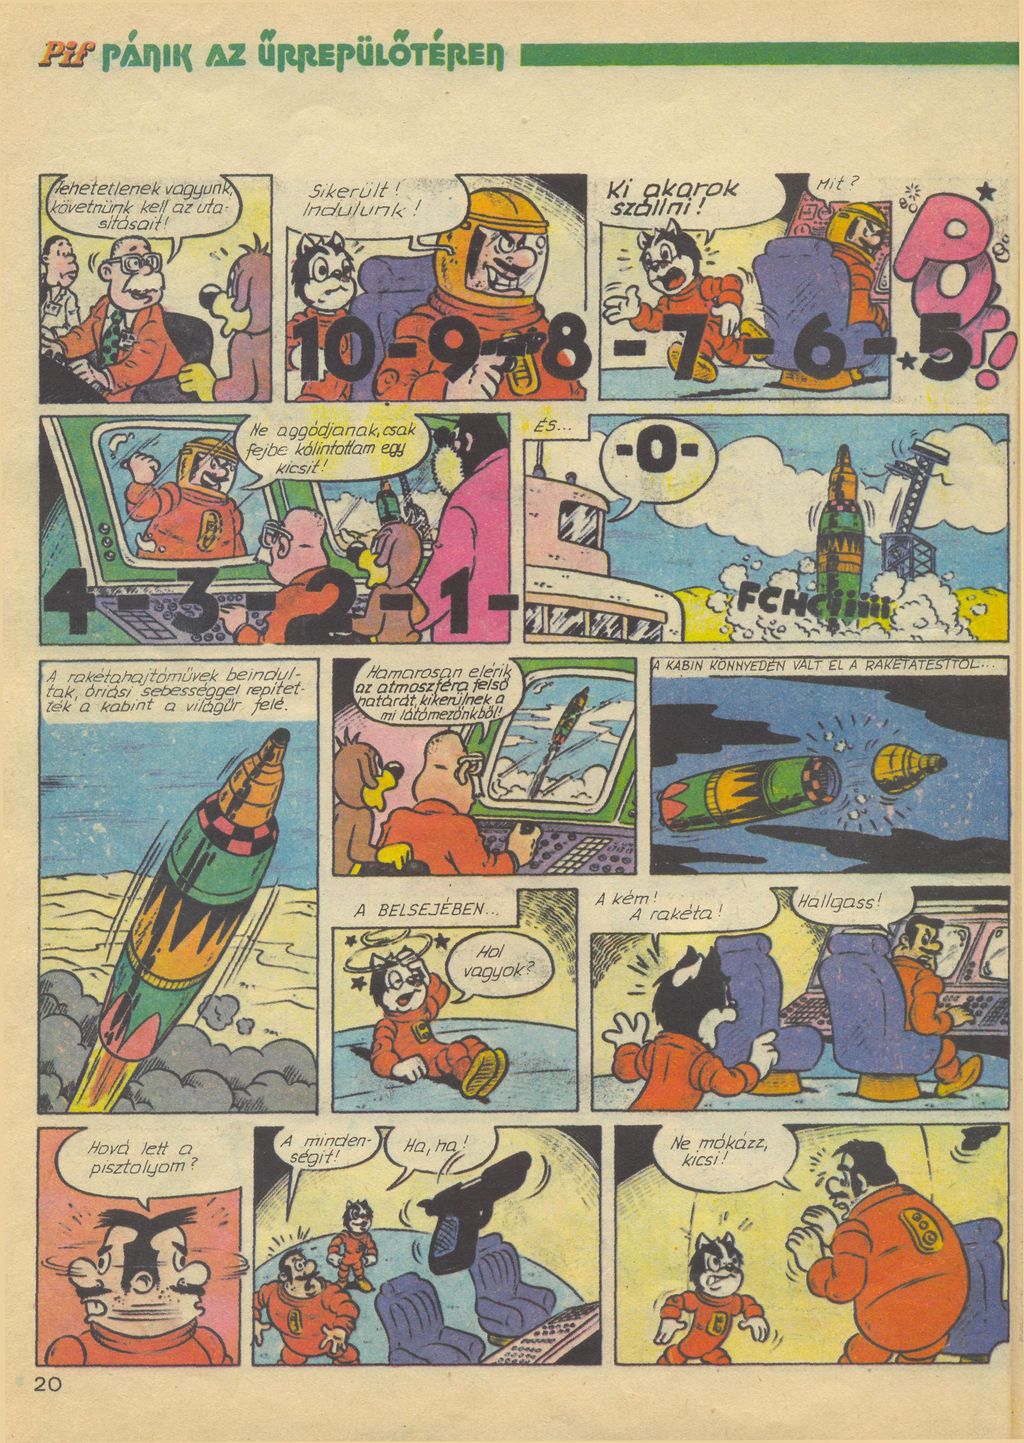 Pif PÁNIK AZ ŰRREPÜLŐTÉREN
Tehetetlenek vagyunk,
követnünk kell az uta-
sításait!
Sikerült!
Indulunk!
10-9-8
Ki akarok
szállni!
Mit?
-7-6-5
POFF!
Ne aggódjanak, csak
fejbe kólintottam egy
kicsit!
4-3-2-1-
ÉS...
-0-
FCHCíííííí
A rakétahajtóművek beindul-
tak, óriási sebességgel repítet-
ték a kabint a világűr felé.
Hamarosan elérik
az atmoszféra felső
határát, kikerülnek a
mi látómezőnkből!
A KABIN KÖNNYEDÉN VÁLT EL A RAKÉTATESTTŐL...
A BELSEJÉBEN...
Hol
vagyok?
A kém!
A rakéta!
Hallgass!
Hová lett a
pisztolyom?
A minden-
ségit!
Ha, ha!
Ne mókázz,
kicsi!
20